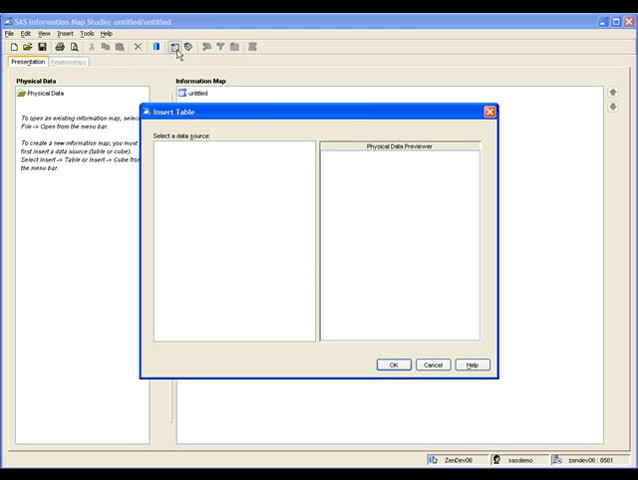 SAS Information Map Studio: untitled/untitled
File Edit View Insert Tools Help
Presentation Relationships
Physical Data
Physical Data
To open an existing information map, selec
File -> Open from the menu bar.
To create a new information map, you must
first insert a data source (table or cube).
Select Insert -> Table or Insert -> Cube from
the menu bar.
Information Map
untitled
Insert Table
Select a data source:
Physical Data Previewer
OK Cancel Help
ZenDev06 sasdemo zendev06 : 8561